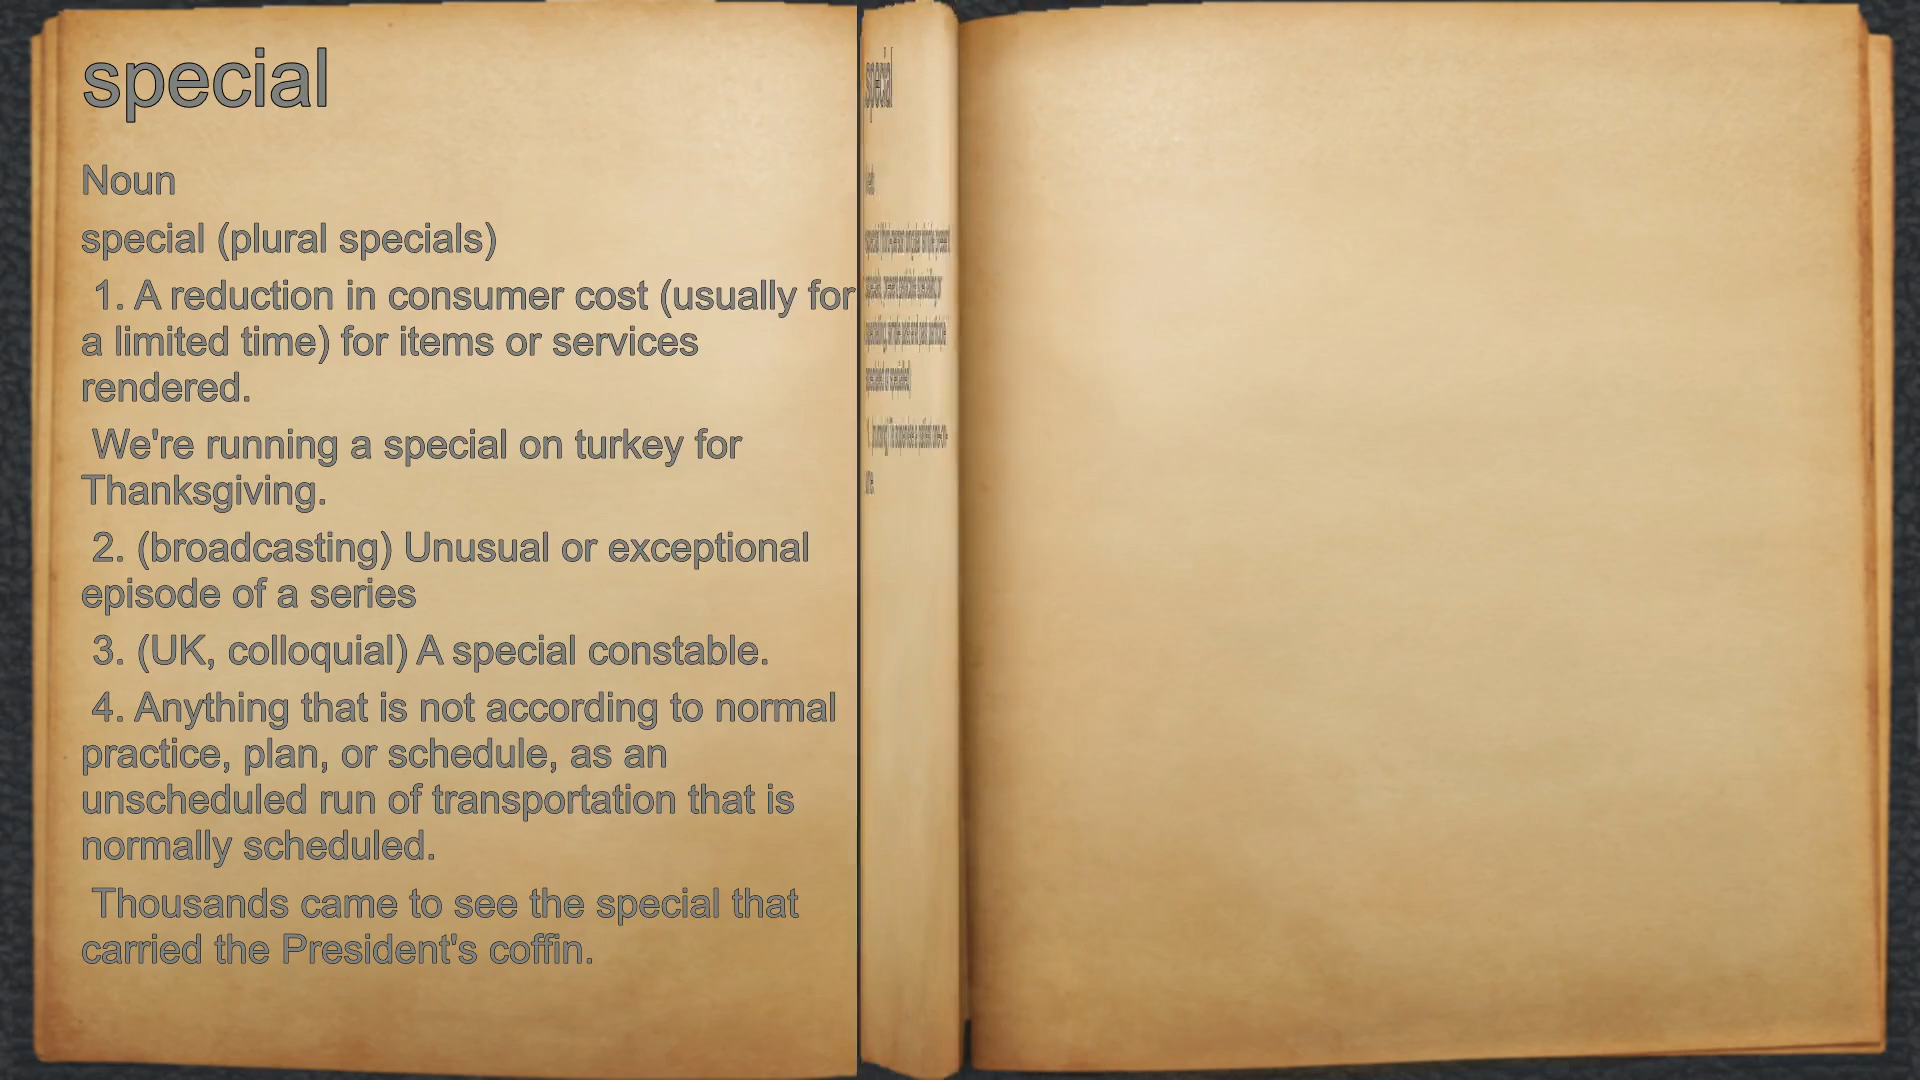 special
Noun
special (plural specials)
1. A reduction in consumer cost (usually for
a limited time) for items or services
rendered.
We're running a special on turkey for
Thanksgiving.
2. (broadcasting) Unusual or exceptional
episode of a series
3. (UK, colloquial) A special constable.
4. Anything that is not according to normal
practice, plan, or schedule, as an
unscheduled run of transportation that is
normally scheduled.
Thousands came to see the special that
carried the President's coffin.
special